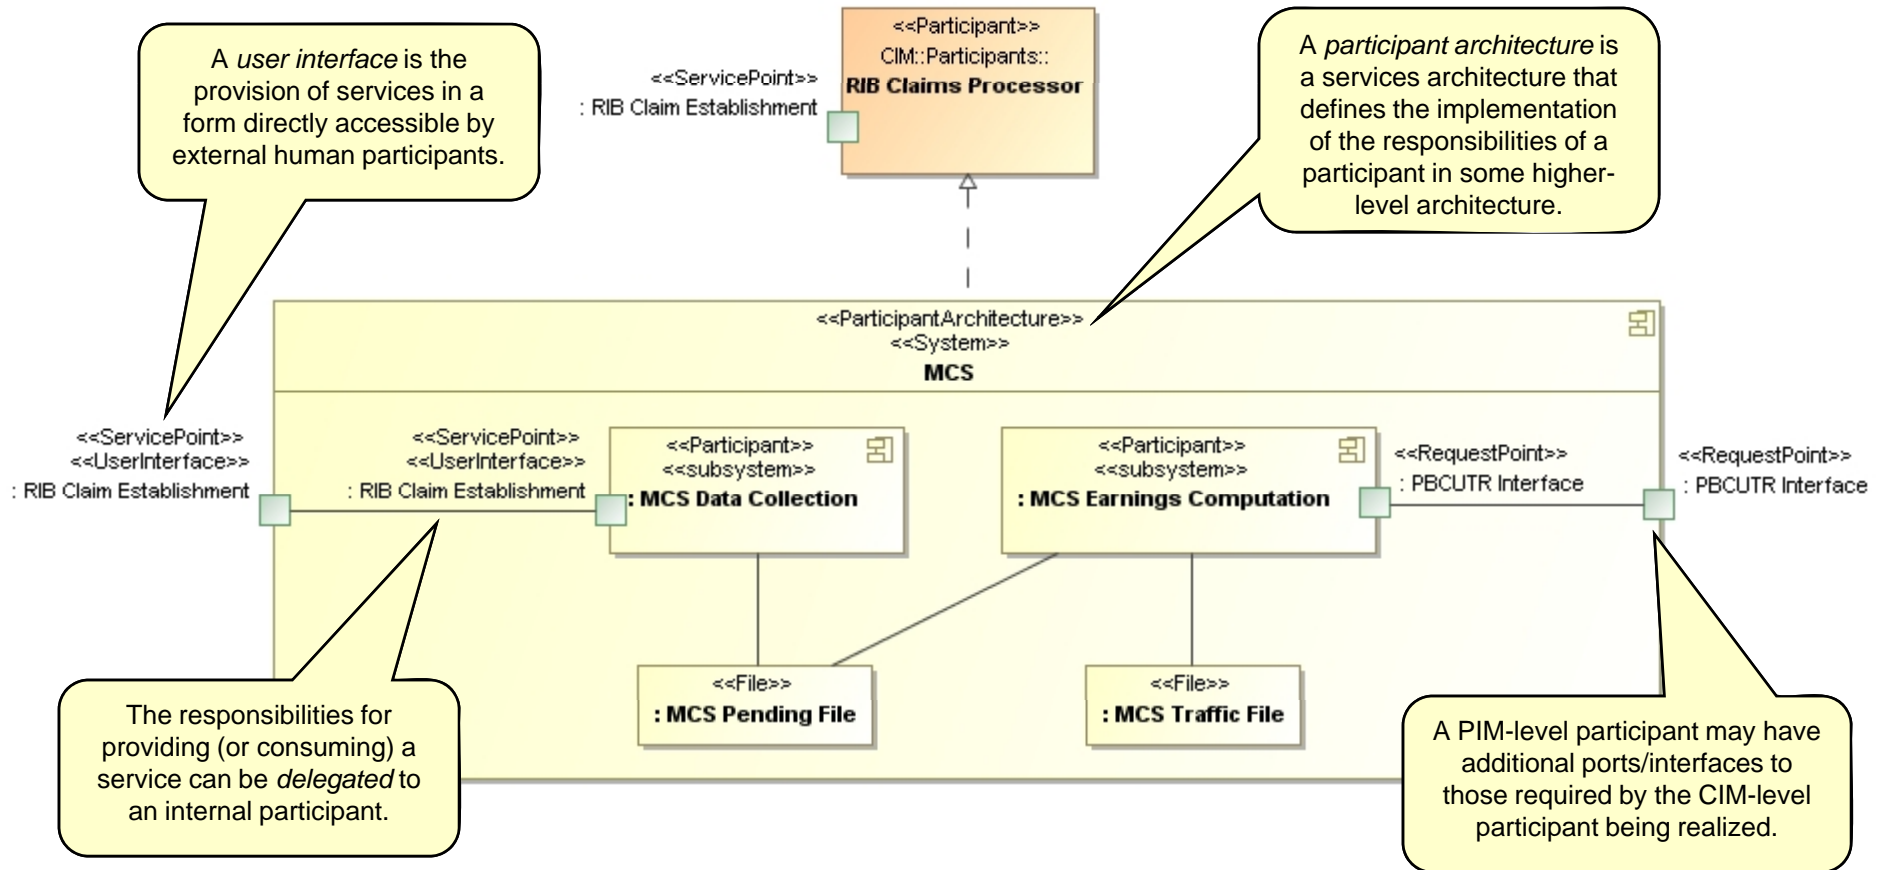 A user interface is the
provision of services in a
form directly accessible by
external human participants.
<<ServicePoint>>
: RIB Claim Establishment
<<Participant>>
CIM::Participants::
RIB Claims Processor
A participant architecture is
a services architecture that
defines the implementation
of the responsibilities of a
participant in some higher-
level architecture.
<<ParticipantArchitecture>>
<<System>>
MCS
<<ServicePoint>>
<<UserInterface>>
: RIB Claim Establishment
<<ServicePoint>>
<<UserInterface>>
: RIB Claim Establishment
<<Participant>>
<<subsystem>>
: MCS Data Collection
<<Participant>>
<<subsystem>>
: MCS Earnings Computation
<<RequestPoint>>
: PBCUTR Interface
<<RequestPoint>>
: PBCUTR Interface
<<File>>
: MCS Pending File
<<File>>
: MCS Traffic File
The responsibilities for
providing (or consuming) a
service can be delegated to
an internal participant.
A PIM-level participant may have
additional ports/interfaces to
those required by the CIM-level
participant being realized.